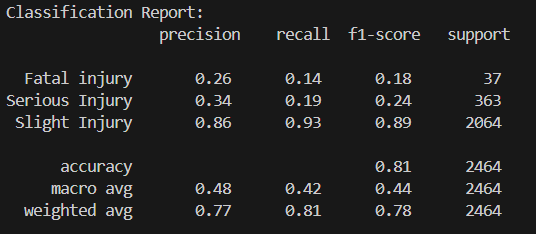 Classification Report:
precision recall f1-score support
Fatal injury 0.26 0.14 0.18 37
Serious Injury 0.34 0.19 0.24 363
Slight Injury 0.86 0.93 0.89 2064
accuracy 0.81 2464
macro avg 0.48 0.42 0.44 2464
weighted avg 0.77 0.81 0.78 2464